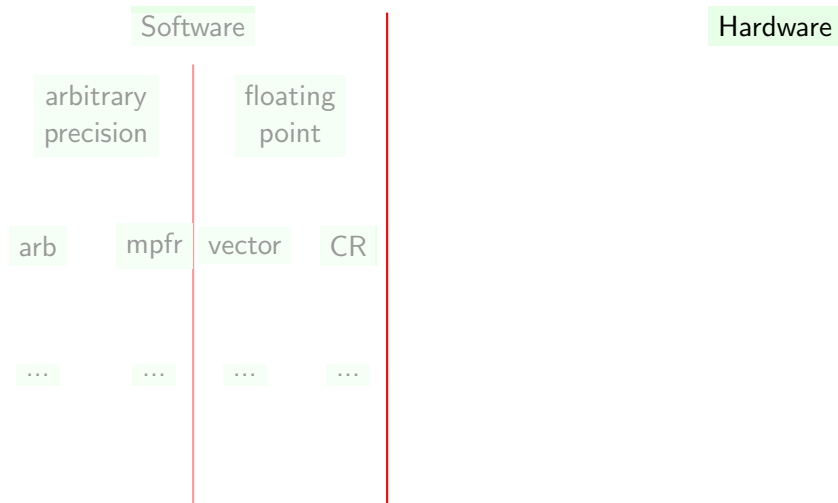 Software
Hardware
arbitrary
precision
floating
point
arb
mpfr
vector
CR
...
...
...
...